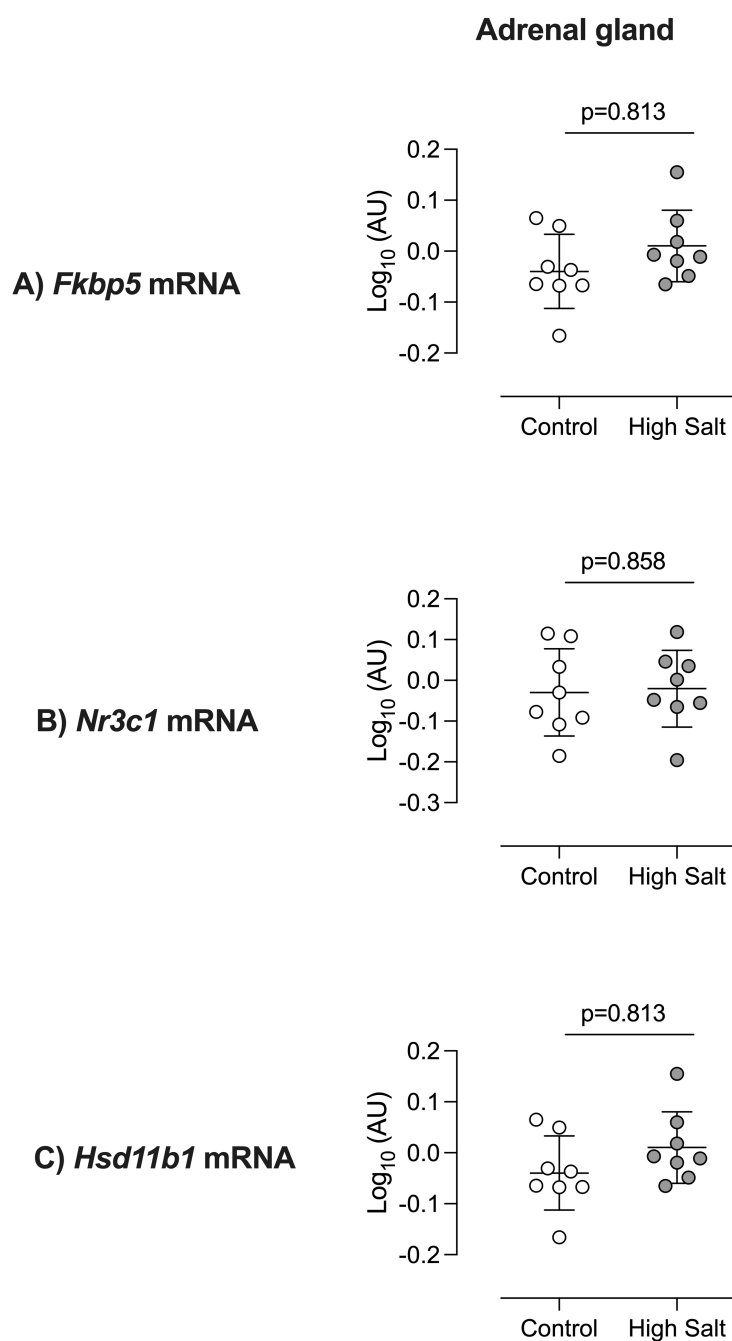 Adrenal gland
p=0.813
0.2
0.1
0.0
-0.1
-0.2
Log10 (AU)
A) Fkbp5 mRNA
Control High Salt
p=0.858
0.2
0.1
0.0
-0.1
-0.2
-0.3
Log10 (AU)
B) Nr3c1 mRNA
Control High Salt
p=0.813
0.2
0.1
0.0
-0.1
-0.2
Log10 (AU)
C) Hsd11b1 mRNA
Control High Salt